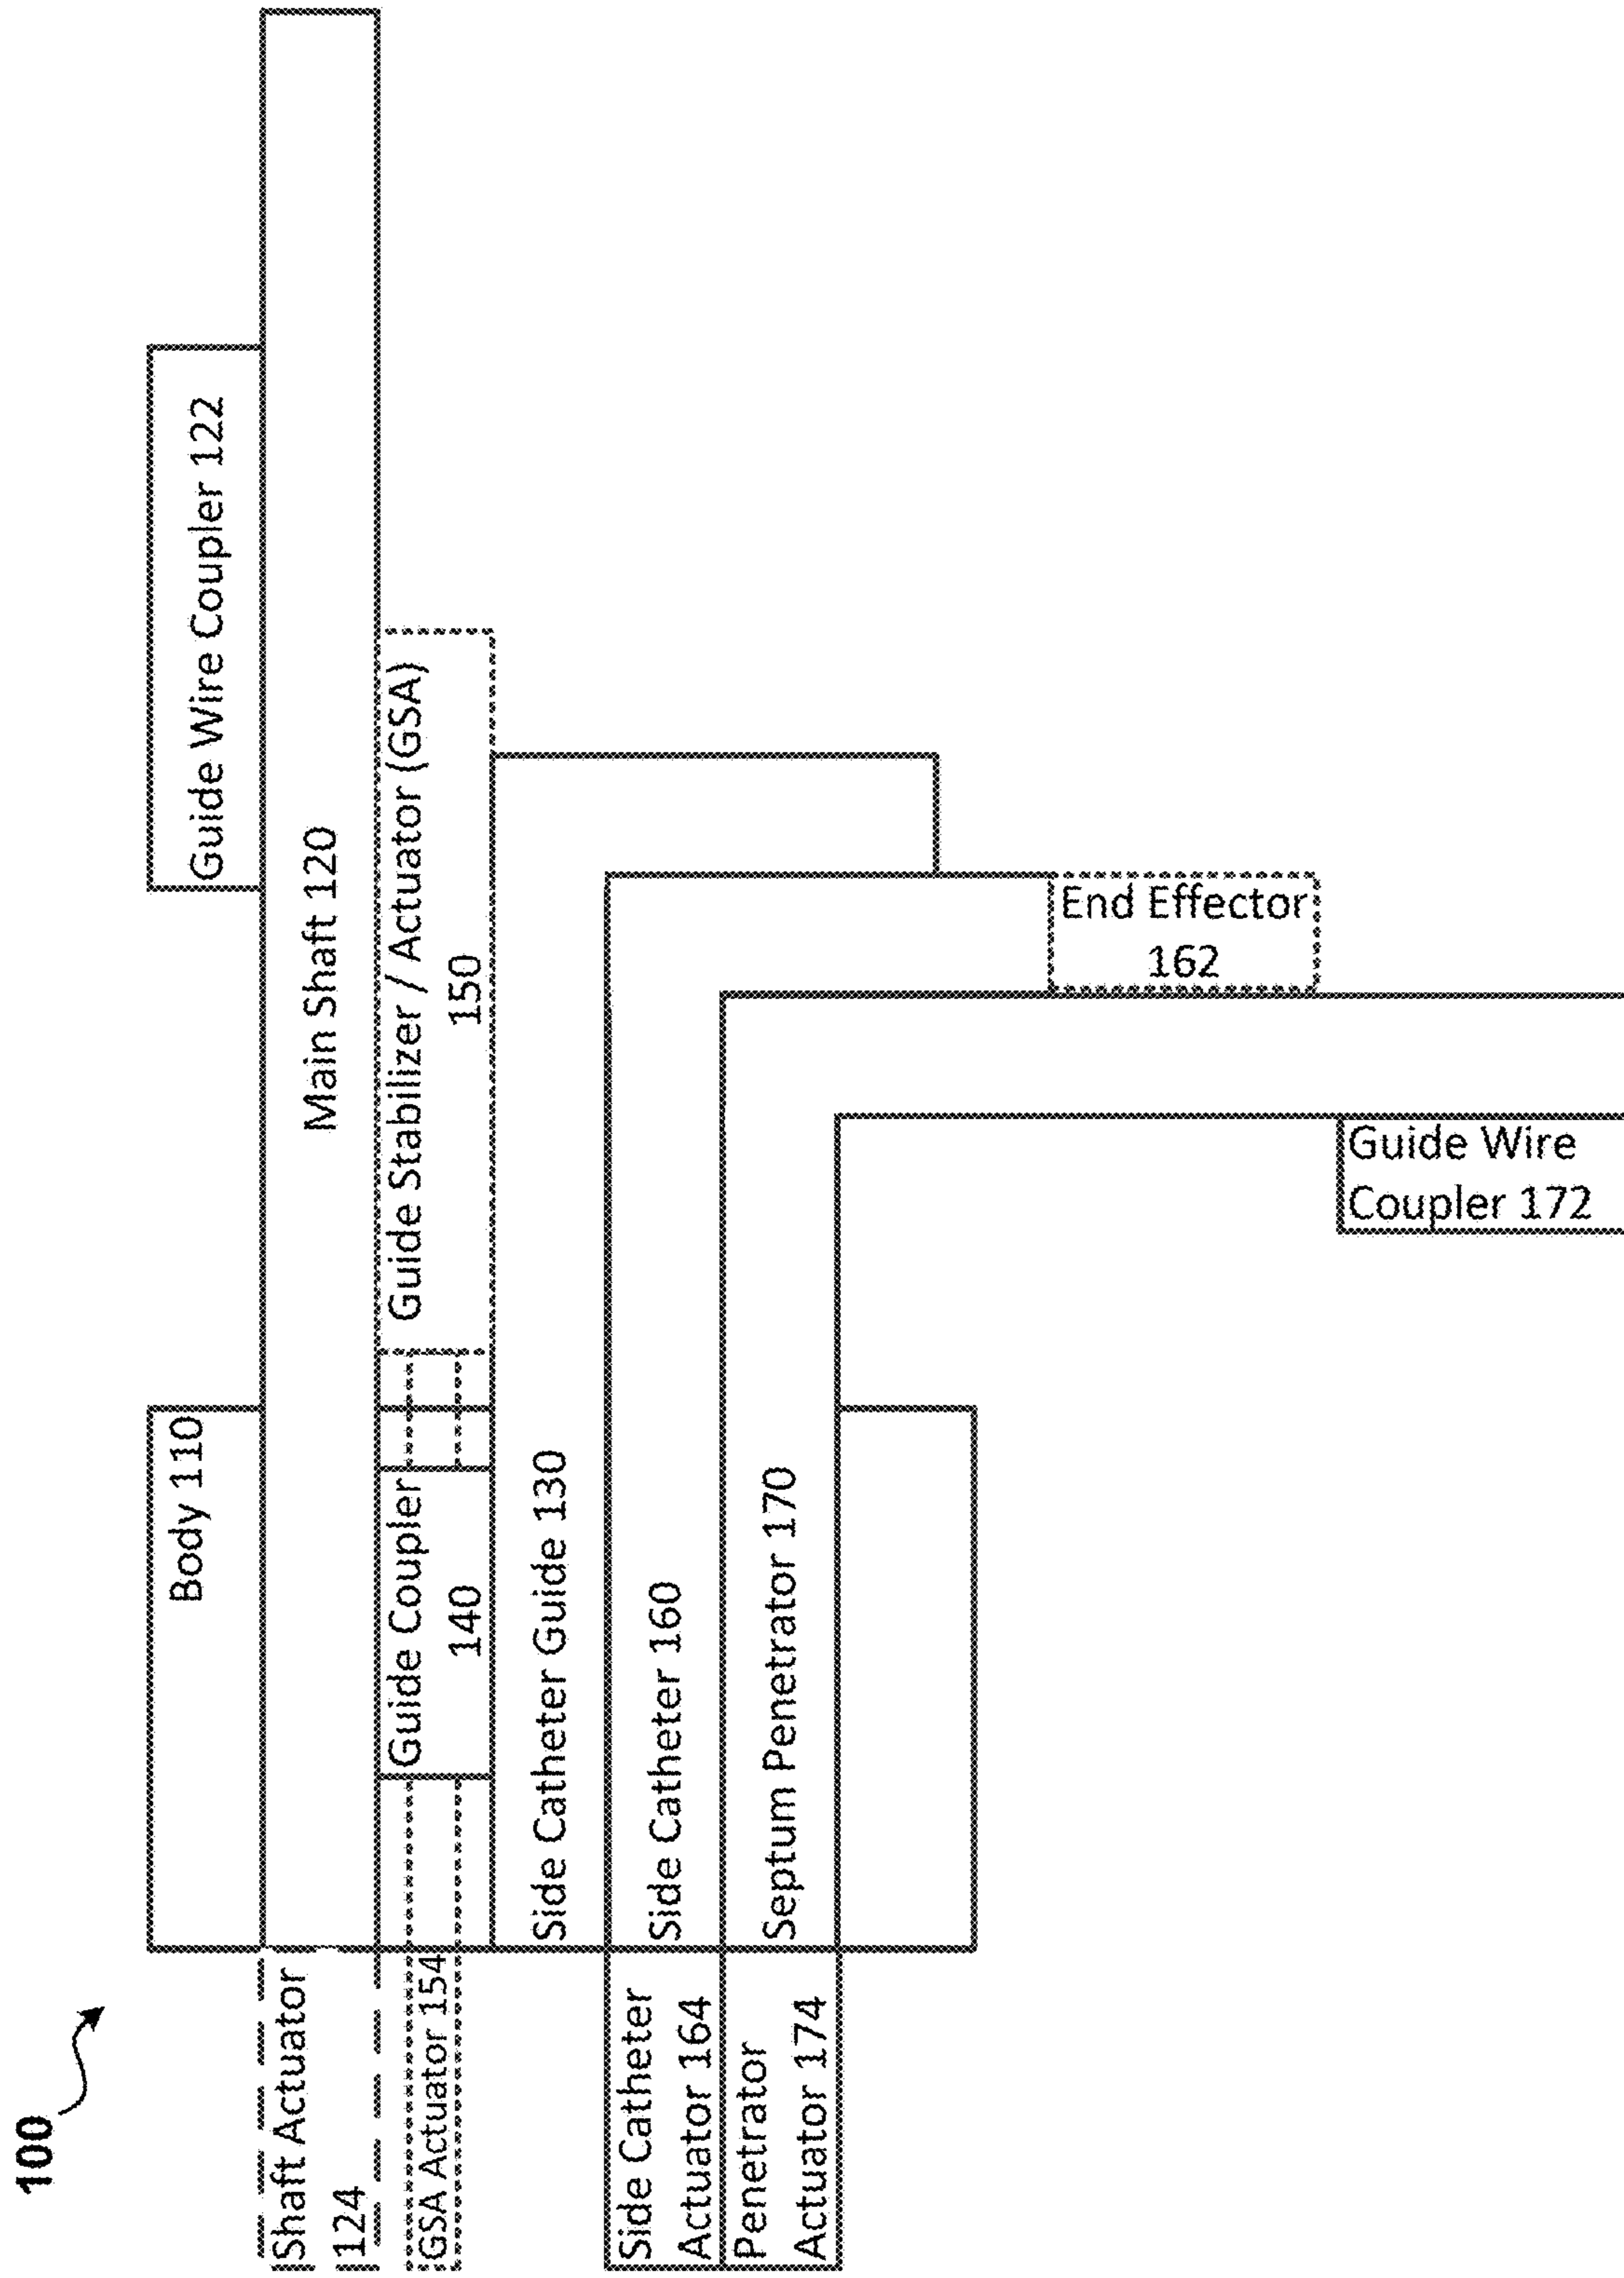 100
Body 110
Guide Wire Coupler 122
Main Shaft 120
Shaft Actuator
124
Guide Stabilizer / Actuator (GSA)
150
Guide Coupler
140
GSA Actuator 154
Side Catheter Guide 130
Side Catheter 160
Septum Penetrator 170
Side Catheter
Actuator 164
Penetrator
Actuator 174
End Effector
162
Guide Wire
Coupler 172